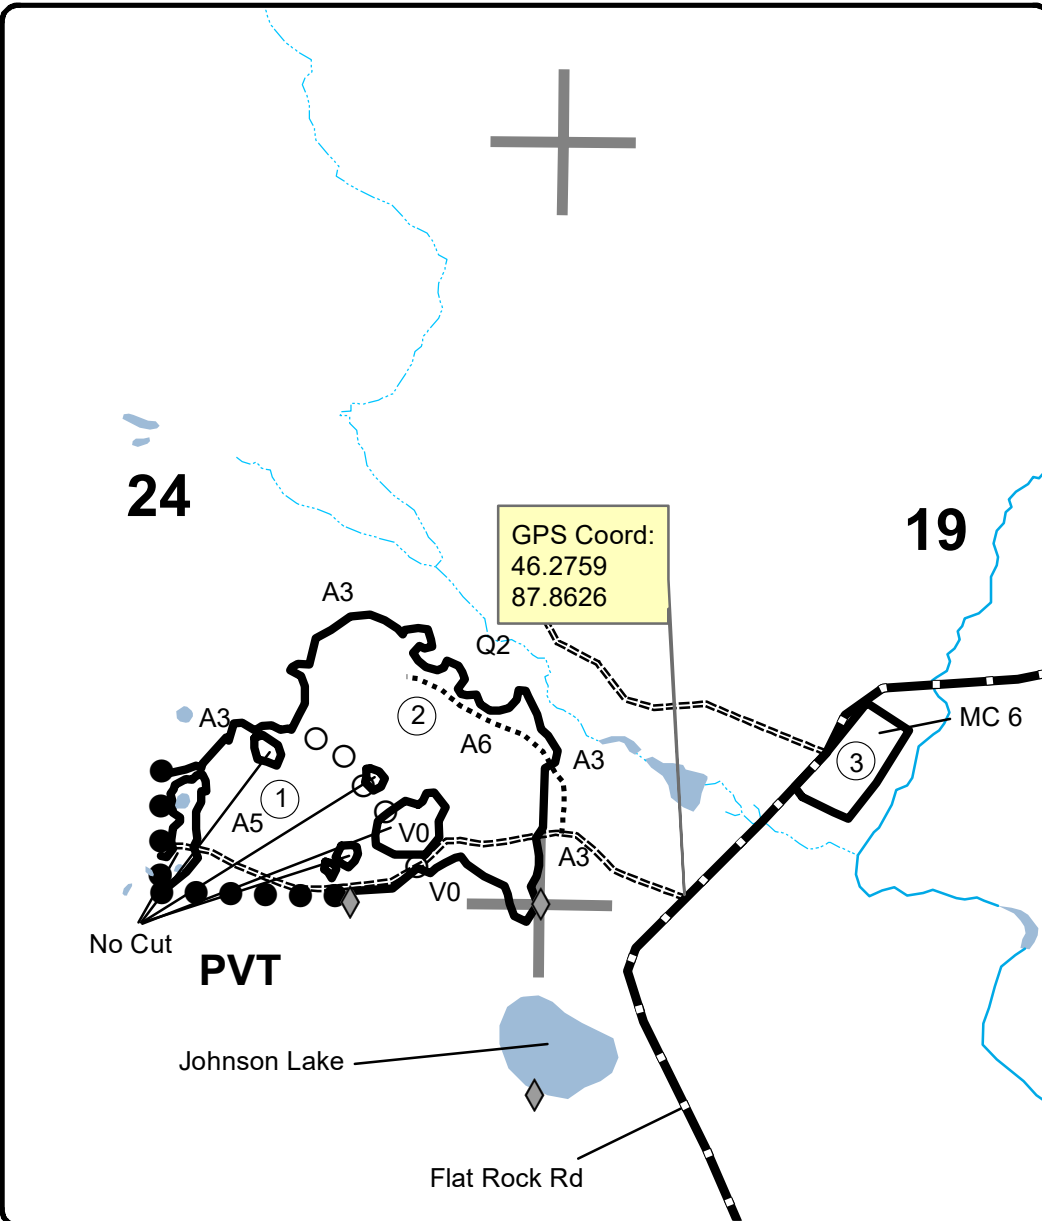 24
19
GPS Coord:
46.2759
87.8626
A3
Q2
A3
2
MC 6
A6
A3
3
1
A5
V0
A3
V0
No Cut
PVT
Johnson Lake
Flat Rock Rd